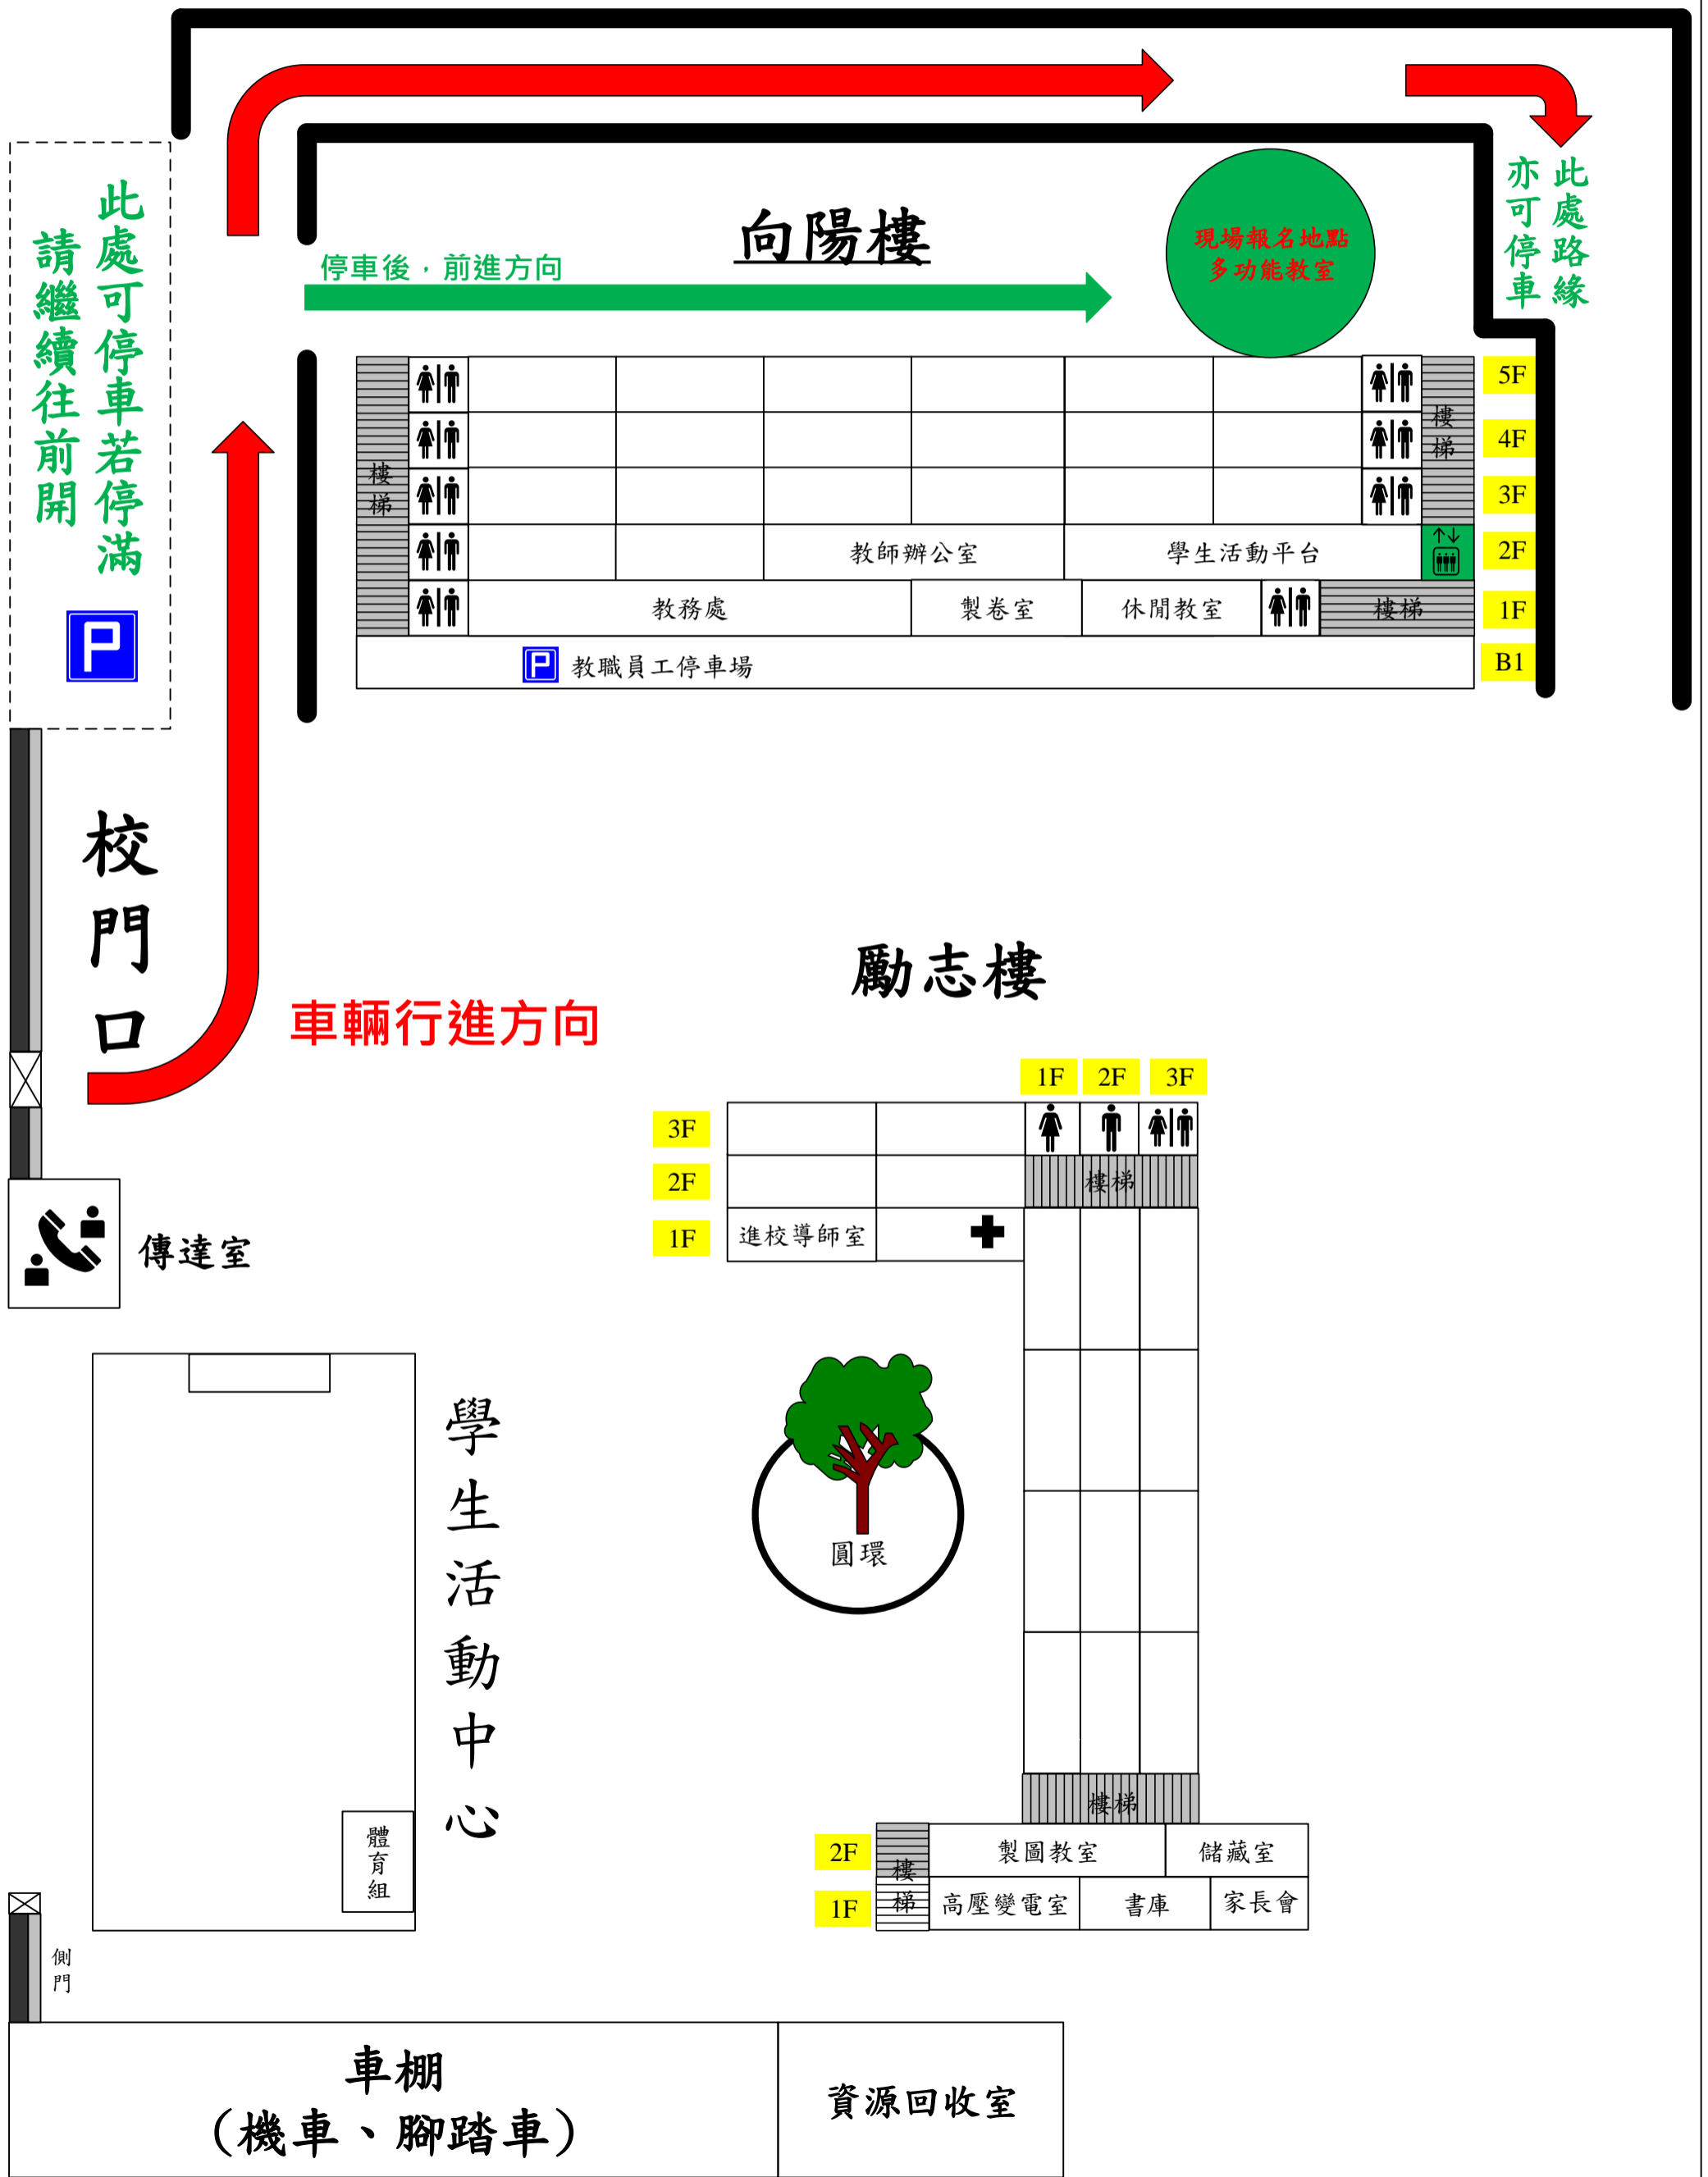 此處可停車若停滿
請繼續往前開
P
向陽樓
停車後，前進方向
現場報名地點
多功能教室
此處路緣
亦可停車
5F
4F
3F
2F
1F
B1
樓梯
樓梯
教師辦公室
學生活動平台
教務處
製卷室
休閒教室
樓梯
P
教職員工停車場
校門口
車輛行進方向
勵志樓
1F
2F
3F
3F
2F
1F
樓梯
進校導師室
傳達室
圓環
學生活動中心
體育組
樓梯
2F
1F
樓梯
製圖教室
儲藏室
高壓變電室
書庫
家長會
側門
車棚
（機車、腳踏車）
資源回收室